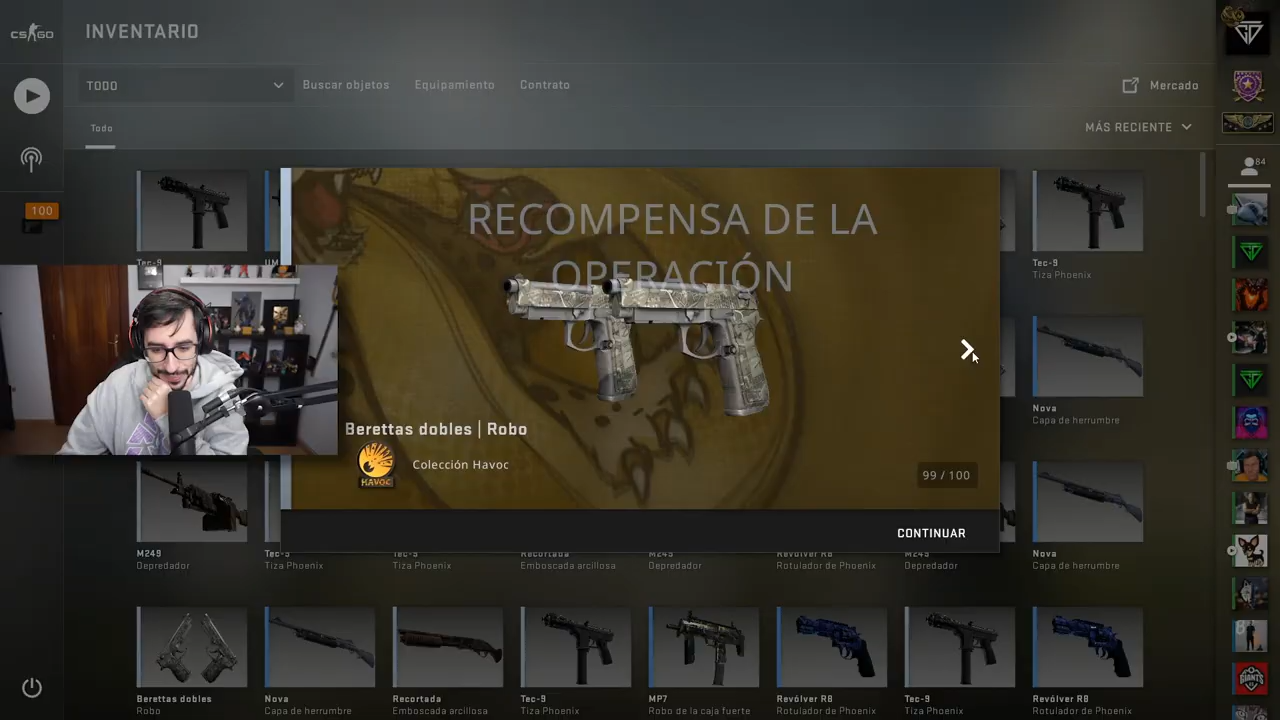 CS GO
INVENTARIO
TODO
Buscar objetos
Equipamiento
Contrato
Mercado
Todo
MÁS RECIENTE
84
100
RECOMPENSA DE LA
OPERACIÓN
Berettas dobles | Robo
HAVOC
Colección Havoc
99 / 100
CONTINUAR
Tec-9
UM
Tec-9
Tiza Phoenix
Nova
Capa de herrumbre
M249
Depredador
Tec-9
Tiza Phoenix
Tec-9
Tiza Phoenix
Recortada
Emboscada arcillosa
M249
Depredador
Revólver R8
Rotulador de Phoenix
M249
Depredador
Nova
Capa de herrumbre
Berettas dobles
Robo
Nova
Capa de herrumbre
Recortada
Emboscada arcillosa
Tec-9
Tiza Phoenix
MP7
Robo de la caja fuerte
Revólver R8
Rotulador de Phoenix
Tec-9
Tiza Phoenix
Revólver R8
Rotulador de Phoenix
GIANTS